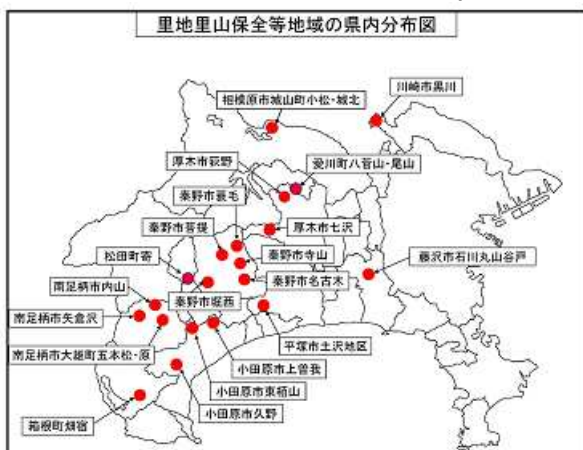 里地里山保全等地域の県内分布図
相模原市城山町小松・城北
川崎市黒川
厚木市荻野
愛川町八菅山・尾山
秦野市蓑毛
秦野市菩提
厚木市七沢
松田町寄
秦野市寺山
藤沢市石川丸山谷戸
南足柄市内山
秦野市名古木
秦野市堀西
南足柄市矢倉沢
平塚市土沢地区
南足柄市大雄町五本松・原
小田原市上曽我
小田原市東栢山
小田原市久野
箱根町畑宿